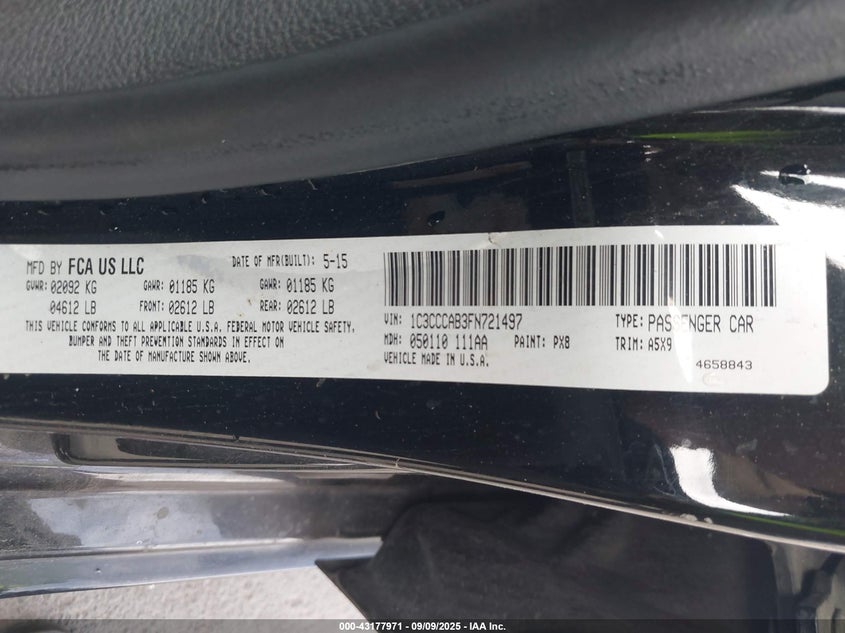 MFD BY FCA US LLC DATE OF MFR(BUILT): 5-15
GVWR: 02092 KG GAWR: 01185 KG GAWR: 01185 KG
04612 LB FRONT: 02612 LB REAR: 02612 LB
THIS VEHICLE CONFORMS TO ALL APPLICABLE U.S.A. FEDERAL MOTOR VEHICLE SAFETY,
BUMPER AND THEFT PREVENTION STANDARDS IN EFFECT ON
THE DATE OF MANUFACTURE SHOWN ABOVE.
VIN: 1C3CCCAB3FN721497 TYPE: PASSENGER CAR
MDH: 050110 111AA PAINT: PX8 TRIM: A5X9
VEHICLE MADE IN U.S.A. 4658843
000-43177971 - 09/09/2025 - IAA Inc.